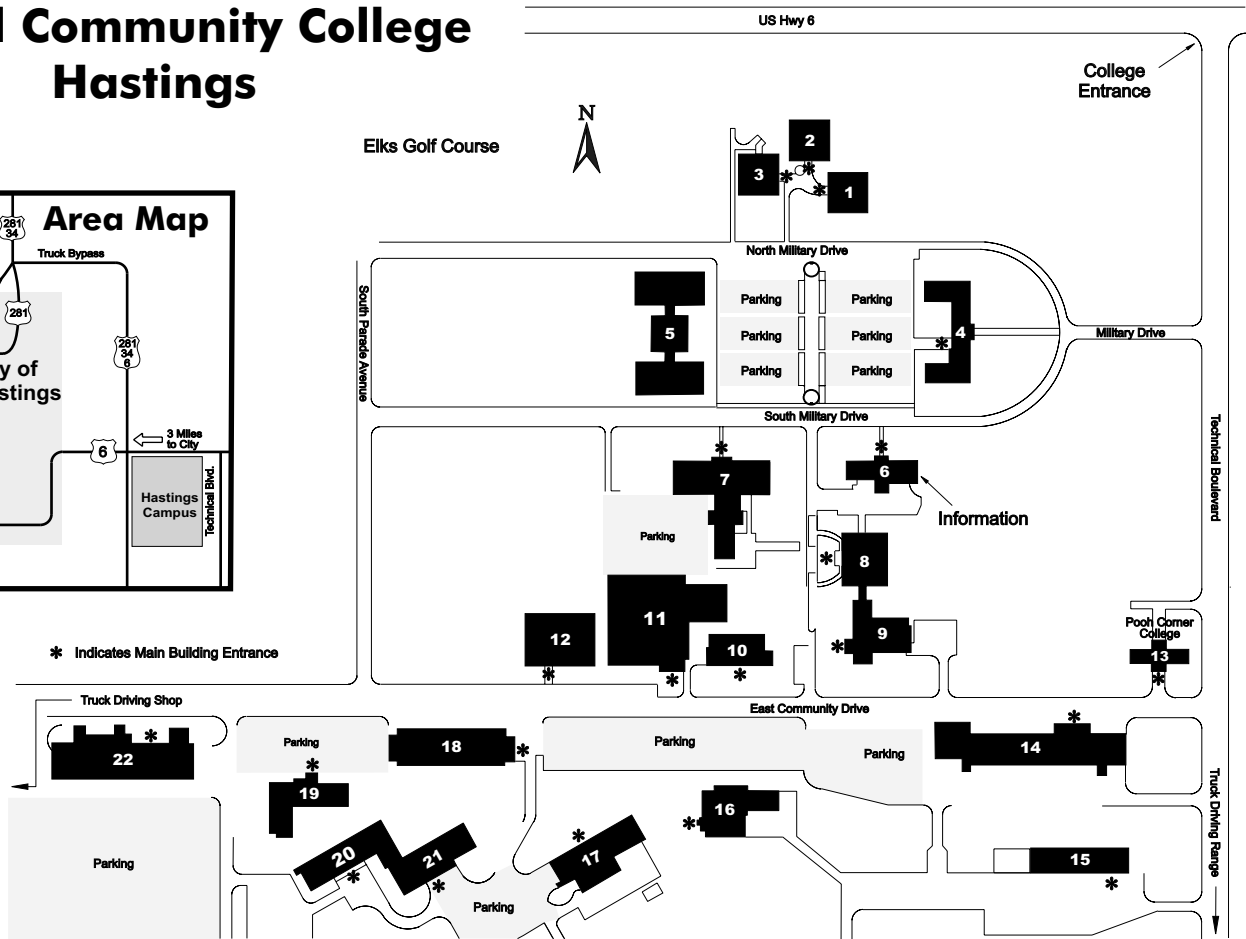 Community College
Hastings
US Hwy 6
College
Entrance
N
Elks Golf Course
2
3
1
Area Map
281
34
Truck Bypass
281
281
34
6
y of
stings
6
3 Miles
to City
Hastings
Campus
Technical Blvd.
North Military Drive
South Parade Avenue
5
Parking
Parking
Parking
Parking
Parking
Parking
4
Military Drive
South Military Drive
Technical Boulevard
7
6
Information
Parking
8
11
12
10
9
Pooh Corner
College
13
* Indicates Main Building Entrance
Truck Driving Shop
East Community Drive
22
Parking
18
Parking
Parking
14
19
16
Truck Driving Range
20
21
17
15
Parking
Parking